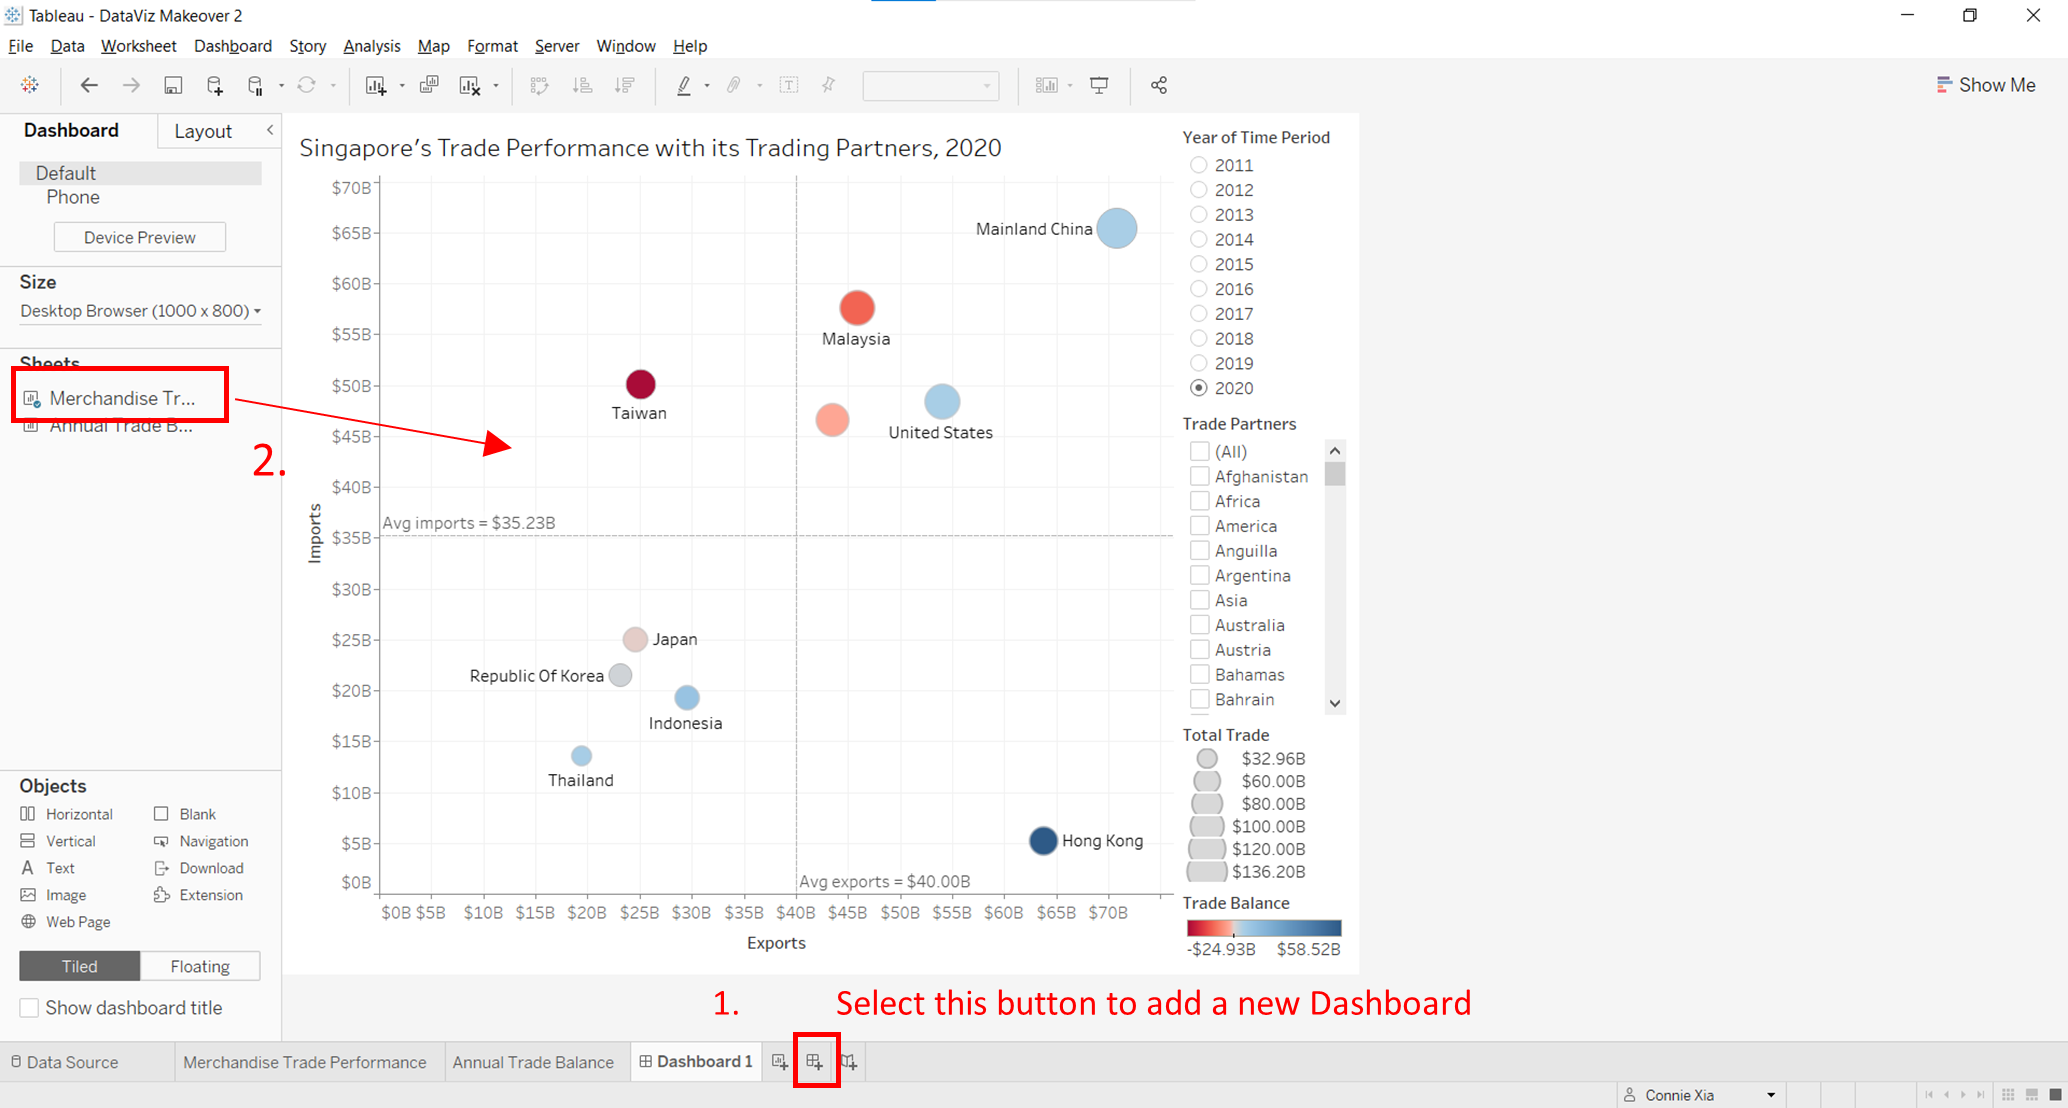 Tableau - DataViz Makeover 2
File Data Worksheet Dashboard Story Analysis Map Format Server Window Help
Show Me
Dashboard Layout
Default
Phone
Device Preview
Size
Desktop Browser (1000 x 800)
Sheets
Merchandise Tr...
Annual Trade B...
2.
Objects
Horizontal Blank
Vertical Navigation
Text Download
Image Extension
Web Page
Tiled Floating
Show dashboard title
Singapore's Trade Performance with its Trading Partners, 2020
$70B
$65B
$60B
$55B
$50B
$45B
$40B
$35B
$30B
$25B
$20B
$15B
$10B
$5B
$0B
Imports
Mainland China
Malaysia
Taiwan
United States
Avg imports = $35.23B
Japan
Republic Of Korea
Indonesia
Thailand
Hong Kong
Avg exports = $40.00B
$0B $5B $10B $15B $20B $25B $30B $35B $40B $45B $50B $55B $60B $65B $70B
Exports
Year of Time Period
2011
2012
2013
2014
2015
2016
2017
2018
2019
2020
Trade Partners
(All)
Afghanistan
Africa
America
Anguilla
Argentina
Asia
Australia
Austria
Bahamas
Bahrain
Total Trade
$32.96B
$60.00B
$80.00B
$100.00B
$120.00B
$136.20B
Trade Balance
-$24.93B $58.52B
1. Select this button to add a new Dashboard
Data Source Merchandise Trade Performance Annual Trade Balance Dashboard 1
Connie Xia